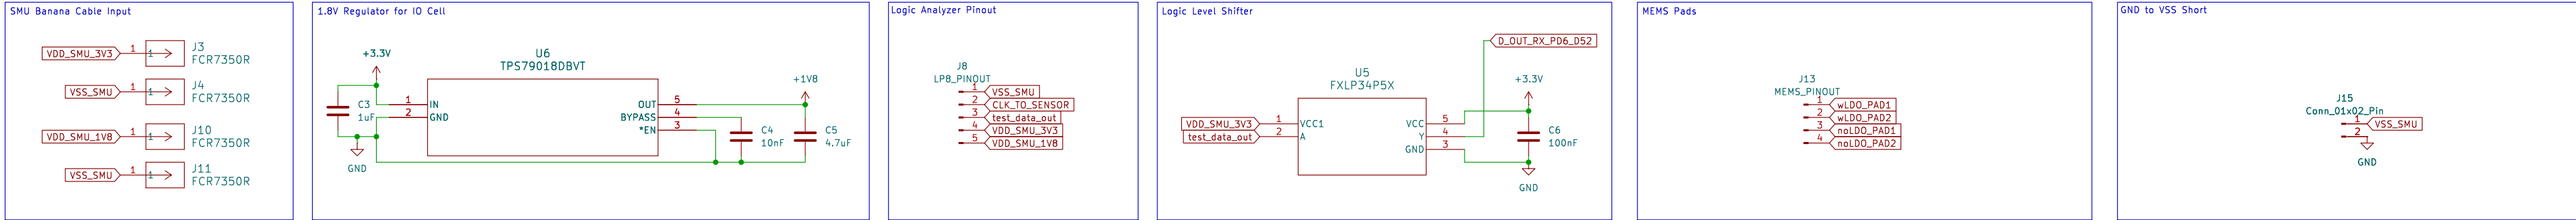 SMU Banana Cable Input
VDD_SMU_3V3 1 1 J3
FCR7350R
VSS_SMU 1 1 J4
FCR7350R
VDD_SMU_1V8 1 1 J10
FCR7350R
VSS_SMU 1 1 J11
FCR7350R
1.8V Regulator for IO Cell
+3.3V
U6
TPS79018DBVT
C3
1uF
GND
1 IN
2 GND
OUT 5
BYPASS 4
*EN 3
+1V8
C4
10nF
C5
4.7uF
Logic Analyzer Pinout
J8
LP8_PINOUT
1 VSS_SMU
2 CLK_TO_SENSOR
3 test_data_out
4 VDD_SMU_3V3
5 VDD_SMU_1V8
Logic Level Shifter
D_OUT_RX_PD6_D52
U5
FXLP34P5X
+3.3V
VDD_SMU_3V3 1 VCC1
test_data_out 2 A
VCC 5
Y 4
GND 3
C6
100nF
GND
MEMS Pads
J13
MEMS_PINOUT
1 wLDO_PAD1
2 wLDO_PAD2
3 noLDO_PAD1
4 noLDO_PAD2
GND to VSS Short
J15
Conn_01x02_Pin
1 VSS_SMU
2
GND